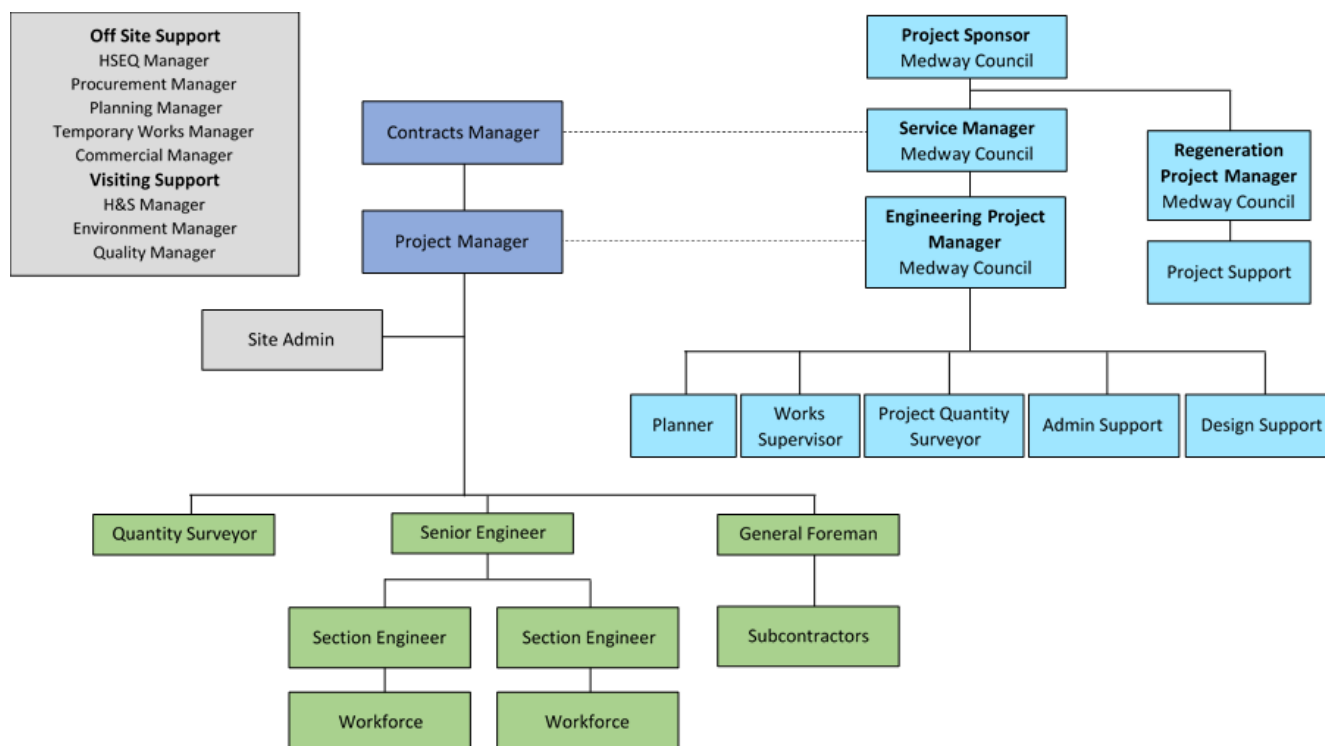 Off Site Support
HSEQ Manager
Procurement Manager
Planning Manager
Temporary Works Manager
Commercial Manager
Visiting Support
H&S Manager
Environment Manager
Quality Manager
Project Sponsor
Medway Council
Contracts Manager
Service Manager
Medway Council
Regeneration
Project Manager
Medway Council
Project Manager
Engineering Project
Manager
Medway Council
Project Support
Site Admin
Planner
Works
Supervisor
Project Quantity
Surveyor
Admin Support
Design Support
Quantity Surveyor
Senior Engineer
General Foreman
Section Engineer
Section Engineer
Subcontractors
Workforce
Workforce